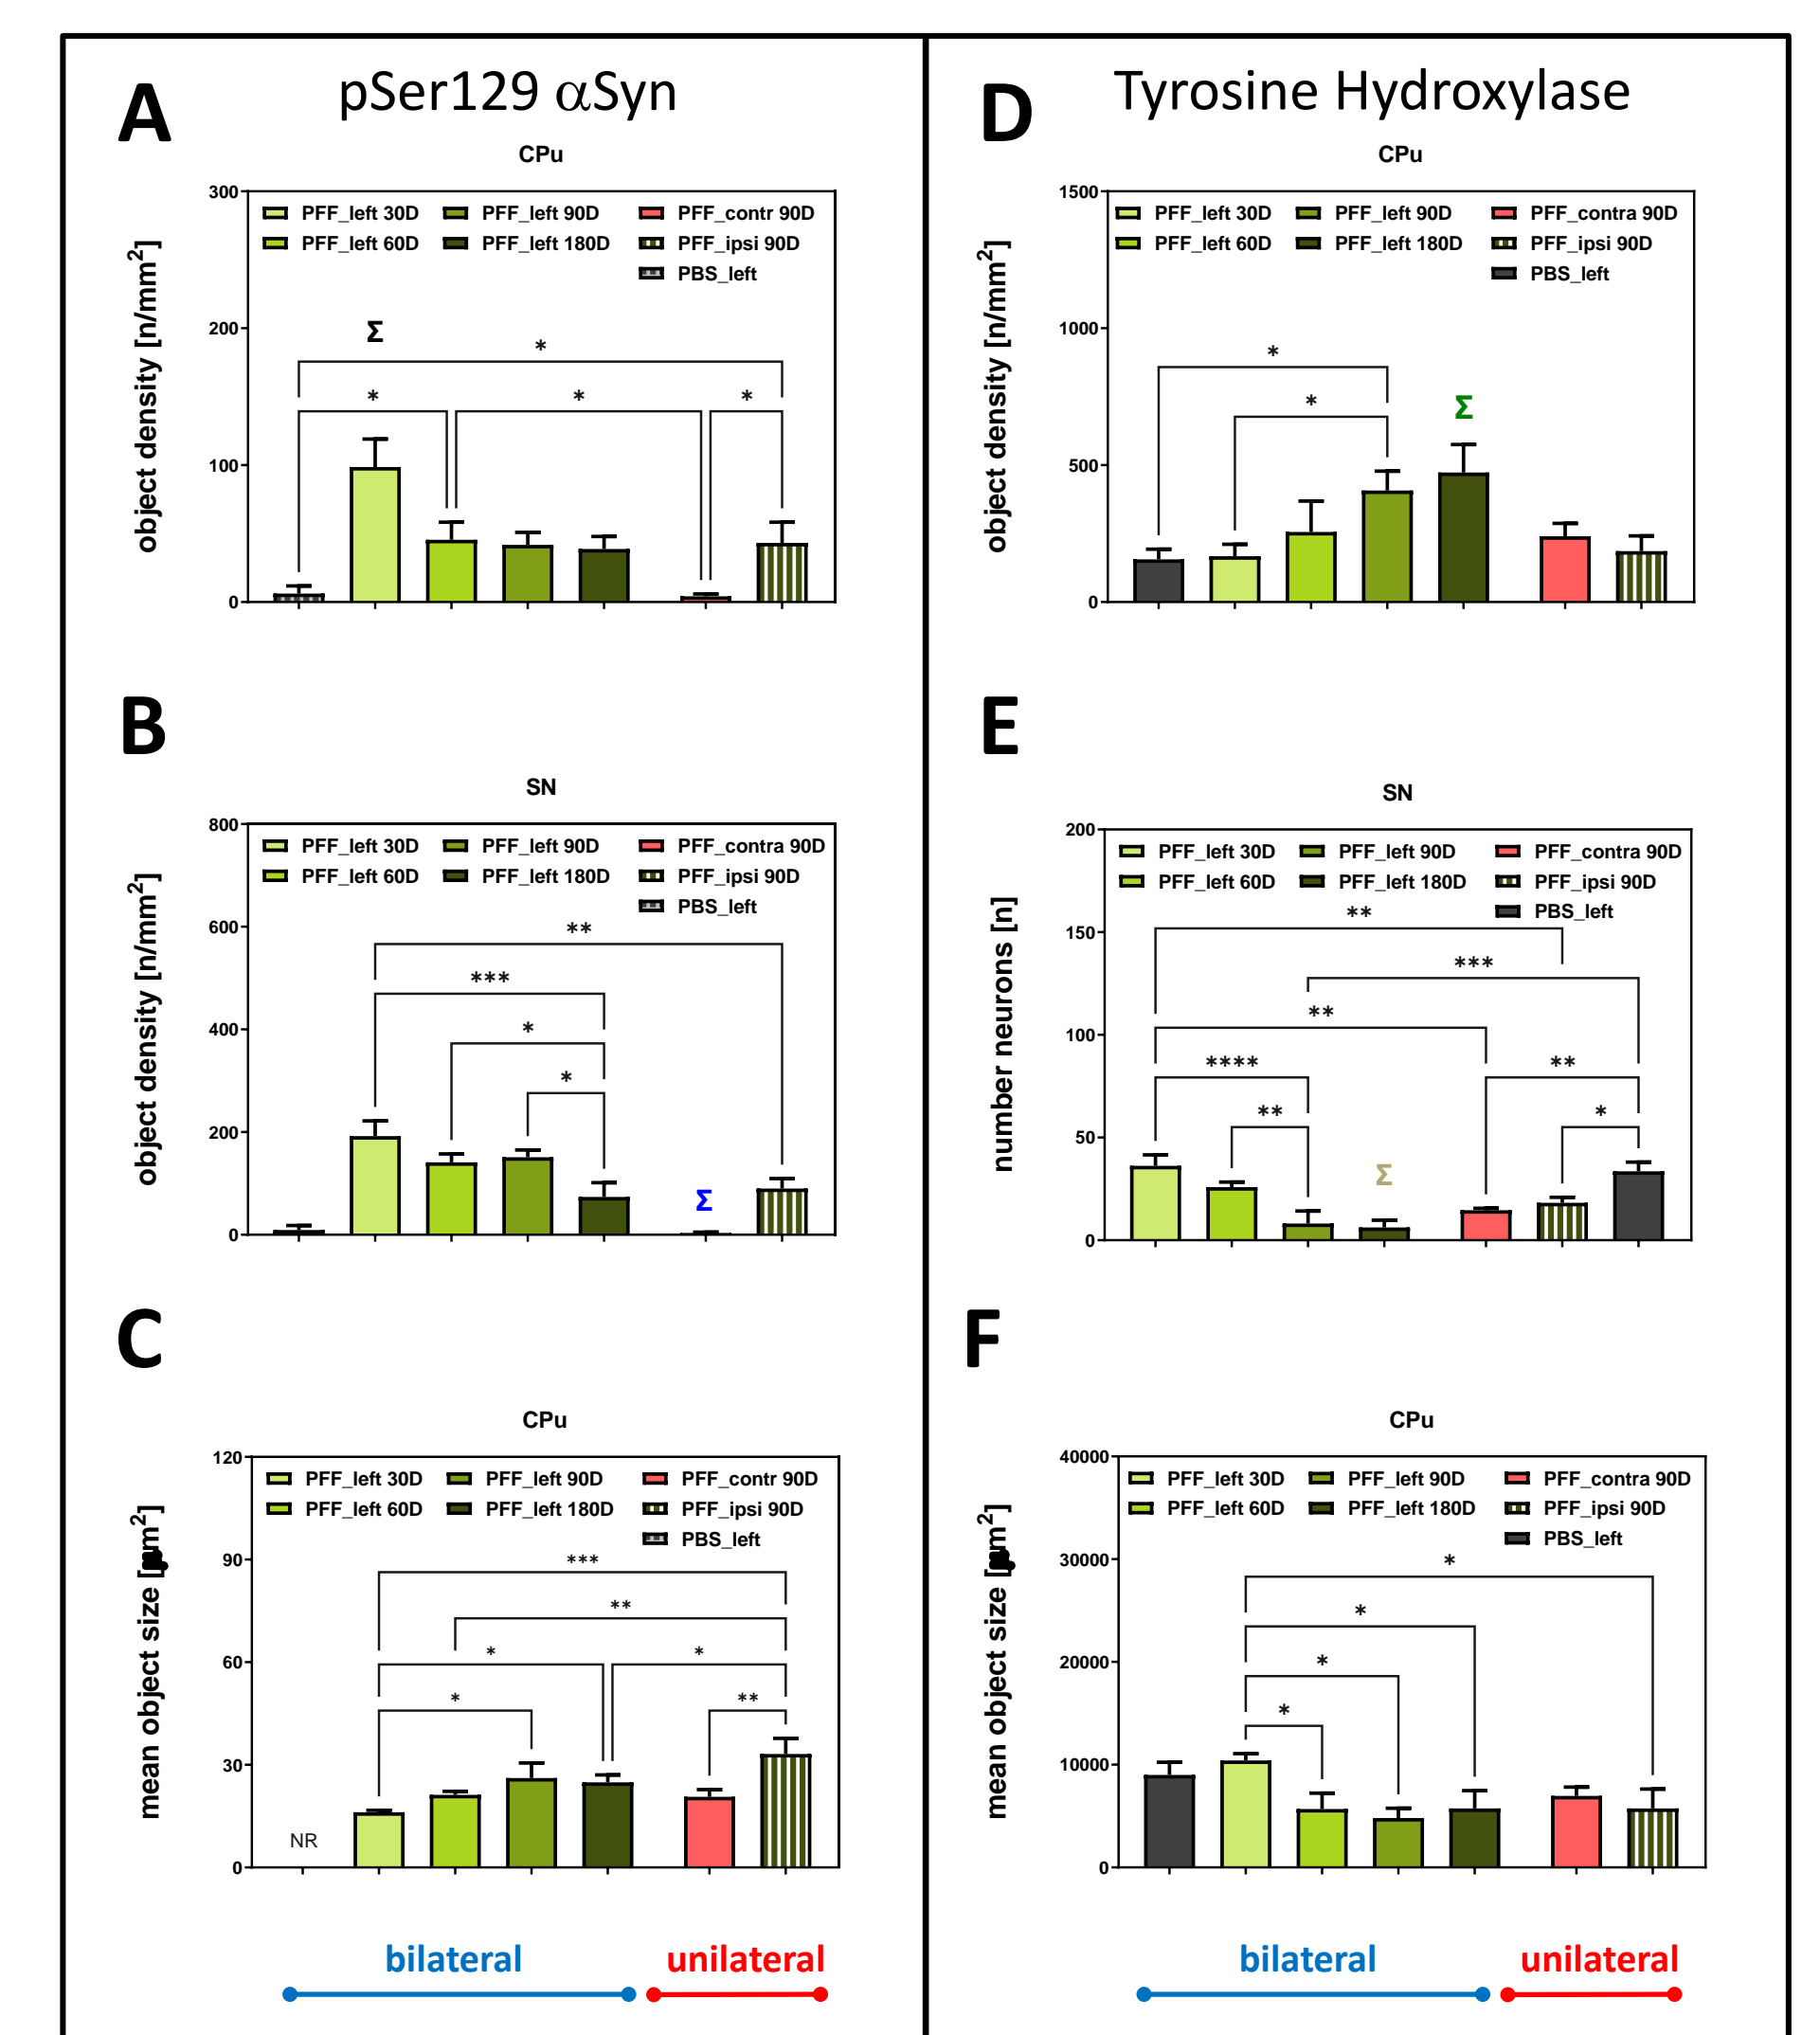 A
pSer129 αSyn
CPu
object density [n/mm²]
300
200
100
0
PFF_left 30D
PFF_left 90D
PFF_contr 90D
PFF_left 60D
PFF_left 180D
PFF_ipsi 90D
PBS_left
Σ
*
*
*
*
B
SN
object density [n/mm²]
800
600
400
200
0
PFF_left 30D
PFF_left 90D
PFF_contra 90D
PFF_left 60D
PFF_left 180D
PFF_ipsi 90D
PBS_left
**
***
*
*
Σ
C
CPu
mean object size [µm²]
120
90
60
30
0
PFF_left 30D
PFF_left 90D
PFF_contr 90D
PFF_left 60D
PFF_left 180D
PFF_ipsi 90D
PBS_left
***
**
*
*
*
**
NR
bilateral
unilateral
D
Tyrosine Hydroxylase
CPu
object density [n/mm²]
1500
1000
500
0
PFF_left 30D
PFF_left 90D
PFF_contra 90D
PFF_left 60D
PFF_left 180D
PFF_ipsi 90D
PBS_left
*
*
Σ
E
SN
number neurons [n]
200
150
100
50
0
PFF_left 30D
PFF_left 90D
PFF_contra 90D
PFF_left 60D
PFF_left 180D
PFF_ipsi 90D
PBS_left
**
***
**
****
**
**
*
Σ
F
CPu
mean object size [µm²]
40000
30000
20000
10000
0
PFF_left 30D
PFF_left 90D
PFF_contra 90D
PFF_left 60D
PFF_left 180D
PFF_ipsi 90D
PBS_left
*
*
*
*
bilateral
unilateral